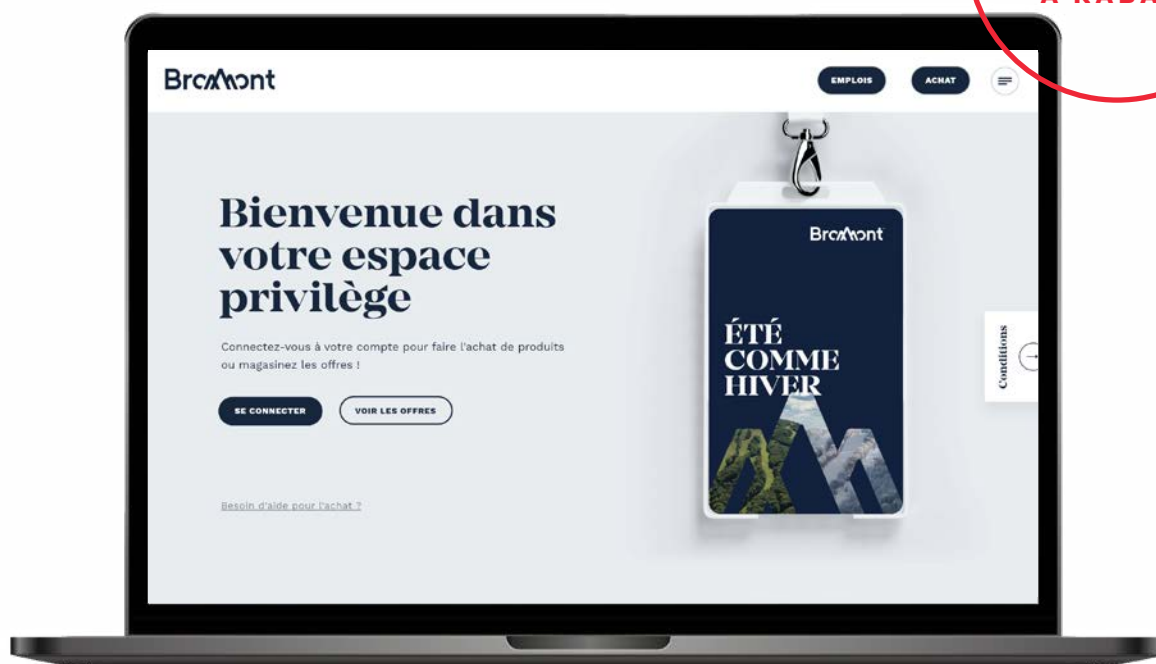 Bromont
EMPLOIS
ACHAT
Bienvenue dans
votre espace
privilège
Connectez-vous à votre compte pour faire l'achat de produits
ou magasinez les offres !
SE CONNECTER
VOIR LES OFFRES
Besoin d'aide pour l'achat ?
Bromont
ÉTÉ
COMME
HIVER
Conditions